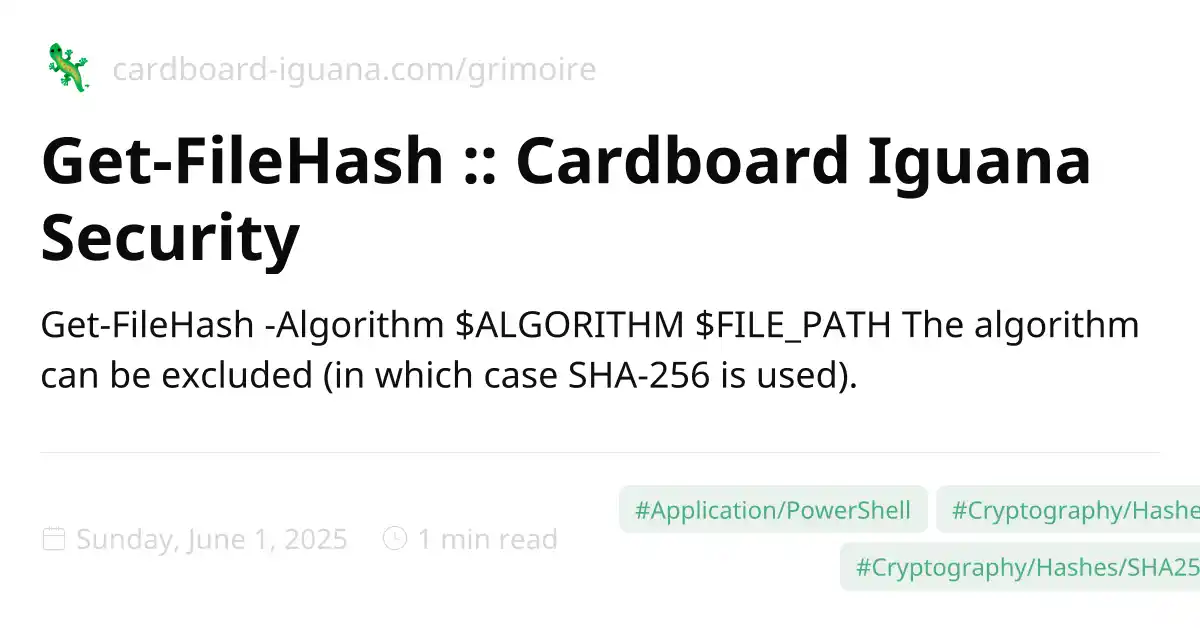 cardboard-iguana.com/grimoire
Get-FileHash :: Cardboard Iguana
Security
Get-FileHash -Algorithm $ALGORITHM $FILE_PATH The algorithm
can be excluded (in which case SHA-256 is used).
#Application/PowerShell #Cryptography/Hashe
Sunday, June 1, 2025 1 min read
#Cryptography/Hashes/SHA25